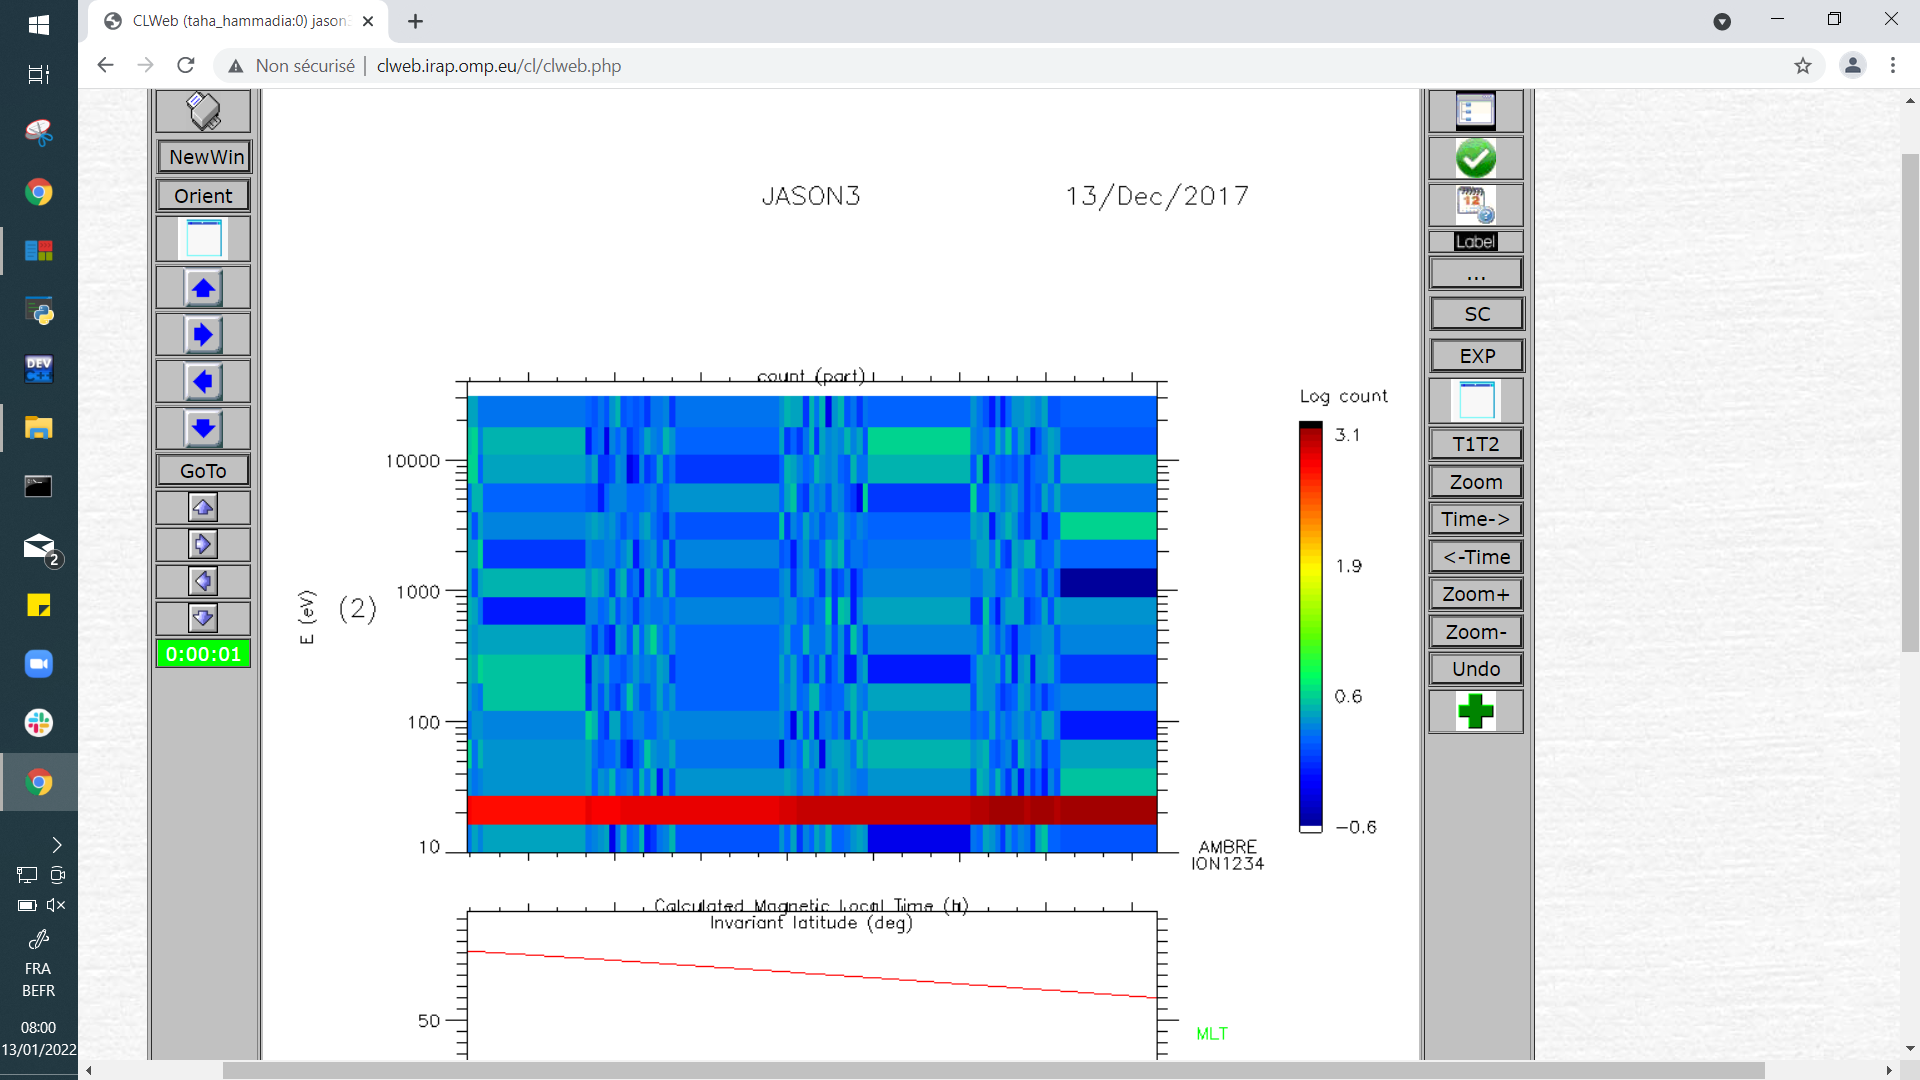 CLWeb (taha_hammadia:0) jason3
Non sécurisé | clweb.irap.omp.eu/cl/clweb.php
NewWin
Orient
GoTo
0:00:01
JASON3 13/Dec/2017
count (part)
10000
1000
100
10
E (eV)
(2)
Log count
3.1
1.9
0.6
−0.6
AMBRE
ION1234
Calculated Magnetic Local Time (h)
Invariant latitude (deg)
50
MLT
12
Label
...
SC
EXP
T1T2
Zoom
Time->
<-Time
Zoom+
Zoom-
Undo
DEV
C++
2
FRA
BEFR
08:00
13/01/2022